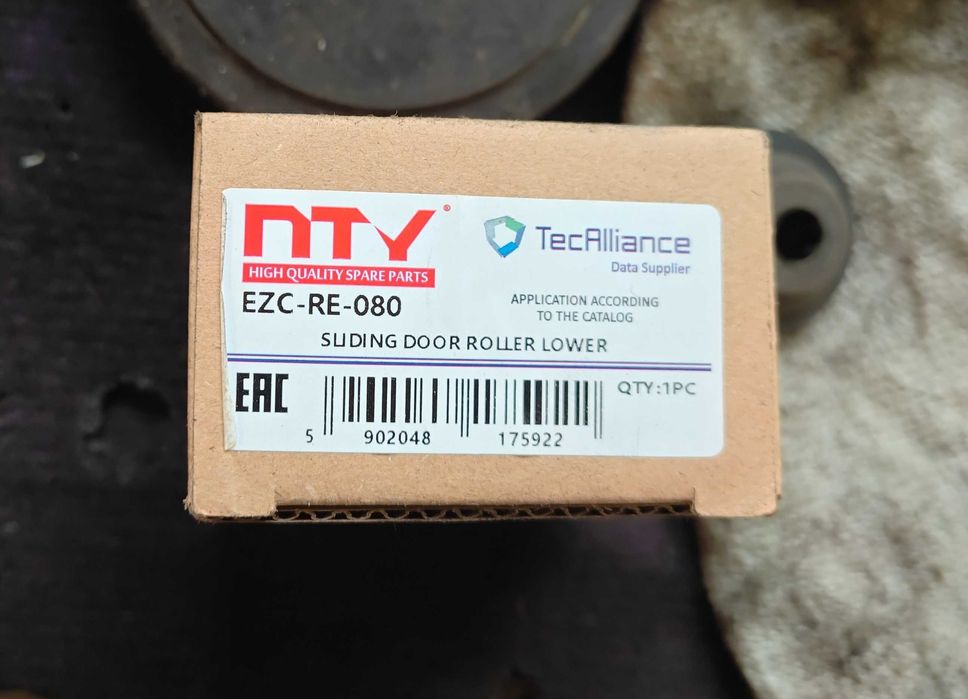 NTY®
HIGH QUALITY SPARE PARTS
TecAlliance
Data Supplier
EZC-RE-080
APPLICATION ACCORDING
TO THE CATALOG
SLIDING DOOR ROLLER LOWER
EAC
QTY:1PC
5 902048 175922